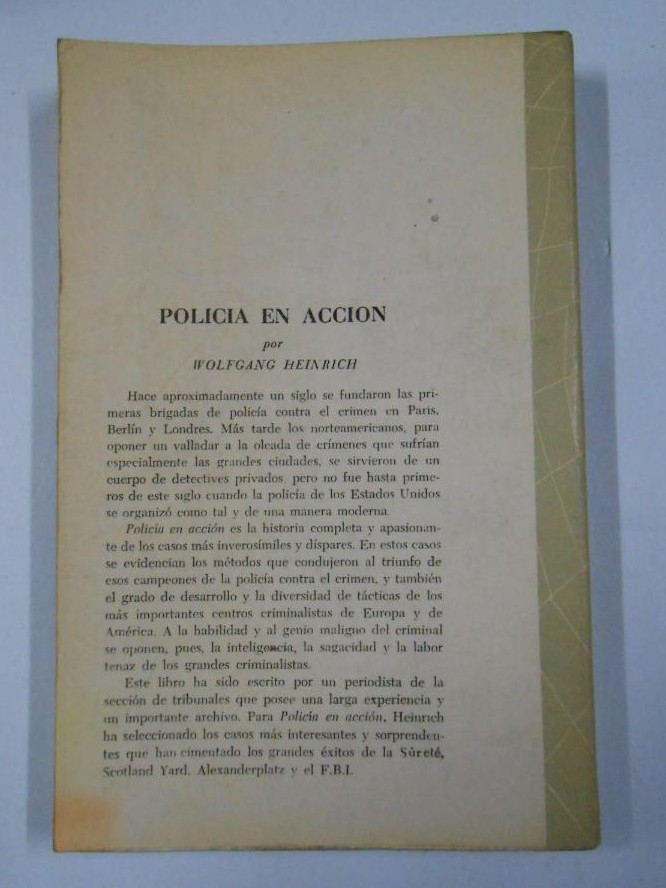 POLICIA EN ACCION
por
WOLFGANG HEINRICH
Hace aproximadamente un siglo se fundaron las pri-
meras brigadas de policía contra el crimen en París,
Berlín y Londres. Más tarde los norteamericanos, para
oponer un valladar a la oleada de crímenes que sufrían
especialmente las grandes ciudades, se sirvieron de un
cuerpo de detectives privados, pero no fue hasta prime-
ros de este siglo cuando la policía de los Estados Unidos
se organizó como tal y de una manera moderna.
Policía en acción es la historia completa y apasionan-
te de los casos más inverosímiles y dispares. En estos casos
se evidencian los métodos que condujeron al triunfo de
esos campeones de la policía contra el crimen, y también
el grado de desarrollo y la diversidad de tácticas de los
más importantes centros criminalistas de Europa y de
América. A la habilidad y al genio maligno del criminal
se oponen, pues, la inteligencia, la sagacidad y la labor
tenaz de los grandes criminalistas.
Este libro ha sido escrito por un periodista de la
sección de tribunales que posee una larga experiencia y
un importante archivo. Para Policía en acción, Heinrich
ha seleccionado los casos más interesantes y sorprenden-
tes que han cimentado los grandes éxitos de la Sûreté,
Scotland Yard, Alexanderplatz y el F.B.I.